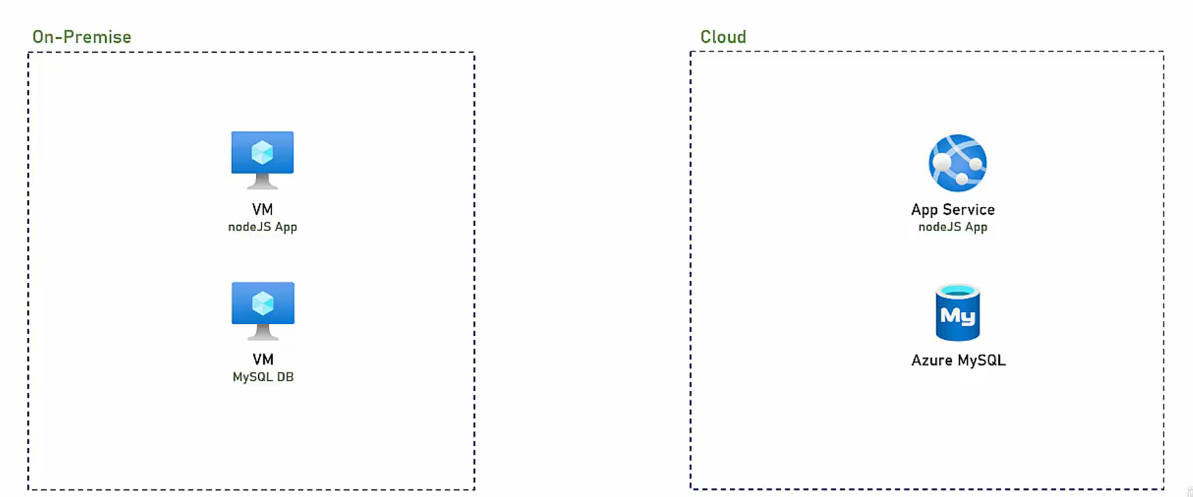 On-Premise
VM
nodeJS App
VM
MySQL DB
Cloud
App Service
nodeJS App
My
Azure MySQL